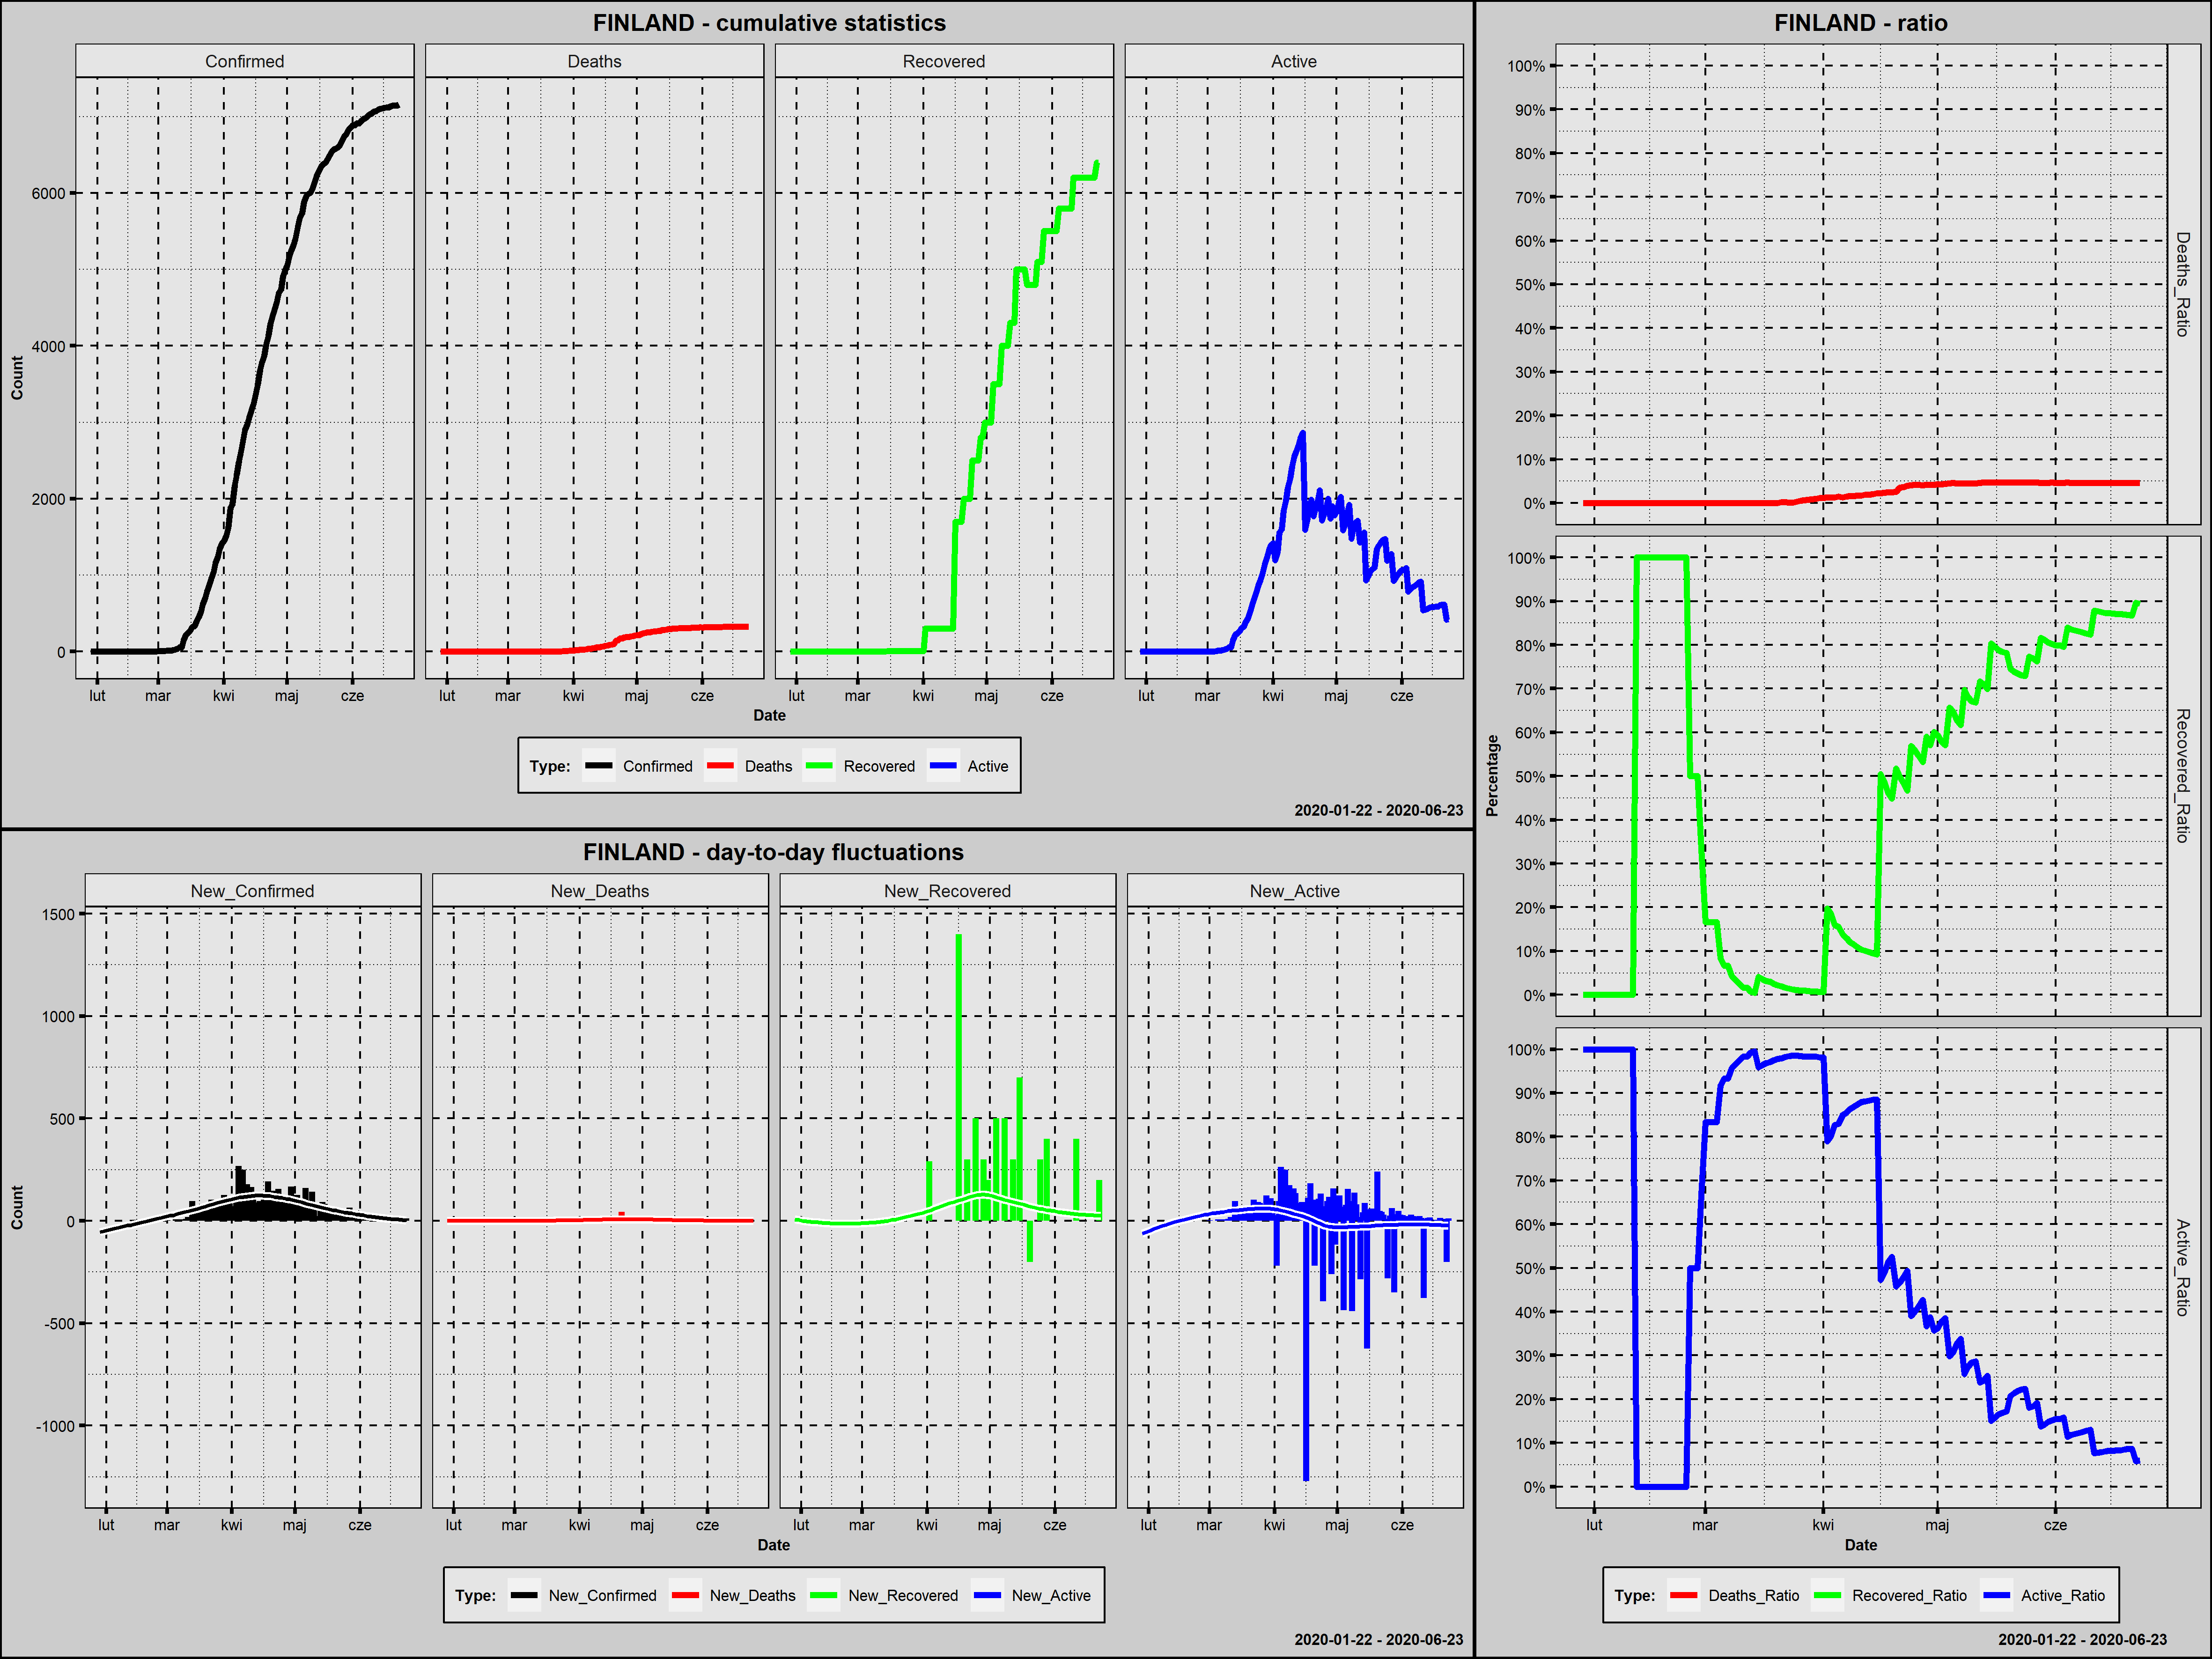 FINLAND - cumulative statistics
Confirmed Deaths Recovered Active
6000
4000
2000
0
Count
lut mar kwi maj cze lut mar kwi maj cze lut mar kwi maj cze lut mar kwi maj cze
Date
Type: Confirmed Deaths Recovered Active
2020-01-22 - 2020-06-23
FINLAND - day-to-day fluctuations
New_Confirmed New_Deaths New_Recovered New_Active
1500
1000
500
0
-500
-1000
Count
lut mar kwi maj cze lut mar kwi maj cze lut mar kwi maj cze lut mar kwi maj cze
Date
Type: New_Confirmed New_Deaths New_Recovered New_Active
2020-01-22 - 2020-06-23
FINLAND - ratio
100%
90%
80%
70%
60%
50%
40%
30%
20%
10%
0%
Deaths_Ratio
100%
90%
80%
70%
60%
50%
40%
30%
20%
10%
0%
Recovered_Ratio
Percentage
100%
90%
80%
70%
60%
50%
40%
30%
20%
10%
0%
Active_Ratio
lut mar kwi maj cze
Date
Type: Deaths_Ratio Recovered_Ratio Active_Ratio
2020-01-22 - 2020-06-23